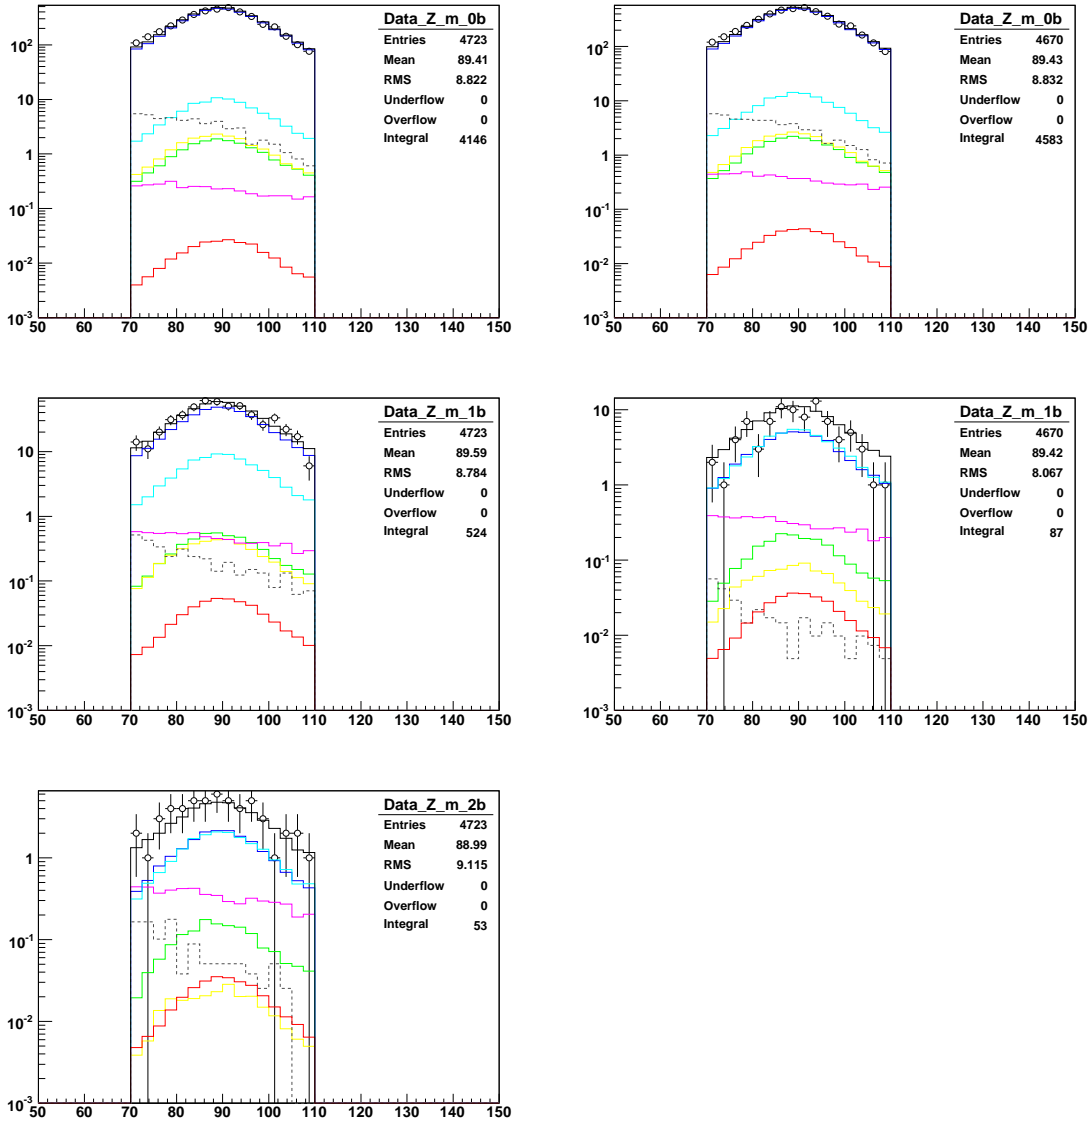 Data_Z_m_0b
Entries 4723
Mean 89.41
RMS 8.822
Underflow 0
Overflow 0
Integral 4146
10^2
10
1
10^-1
10^-2
10^-3
50 60 70 80 90 100 110 120 130 140 150
Data_Z_m_0b
Entries 4670
Mean 89.43
RMS 8.832
Underflow 0
Overflow 0
Integral 4583
10^2
10
1
10^-1
10^-2
10^-3
50 60 70 80 90 100 110 120 130 140 150
Data_Z_m_1b
Entries 4723
Mean 89.59
RMS 8.784
Underflow 0
Overflow 0
Integral 524
10
1
10^-1
10^-2
10^-3
50 60 70 80 90 100 110 120 130 140 150
Data_Z_m_1b
Entries 4670
Mean 89.42
RMS 8.067
Underflow 0
Overflow 0
Integral 87
10
1
10^-1
10^-2
10^-3
50 60 70 80 90 100 110 120 130 140 150
Data_Z_m_2b
Entries 4723
Mean 88.99
RMS 9.115
Underflow 0
Overflow 0
Integral 53
1
10^-1
10^-2
10^-3
50 60 70 80 90 100 110 120 130 140 150